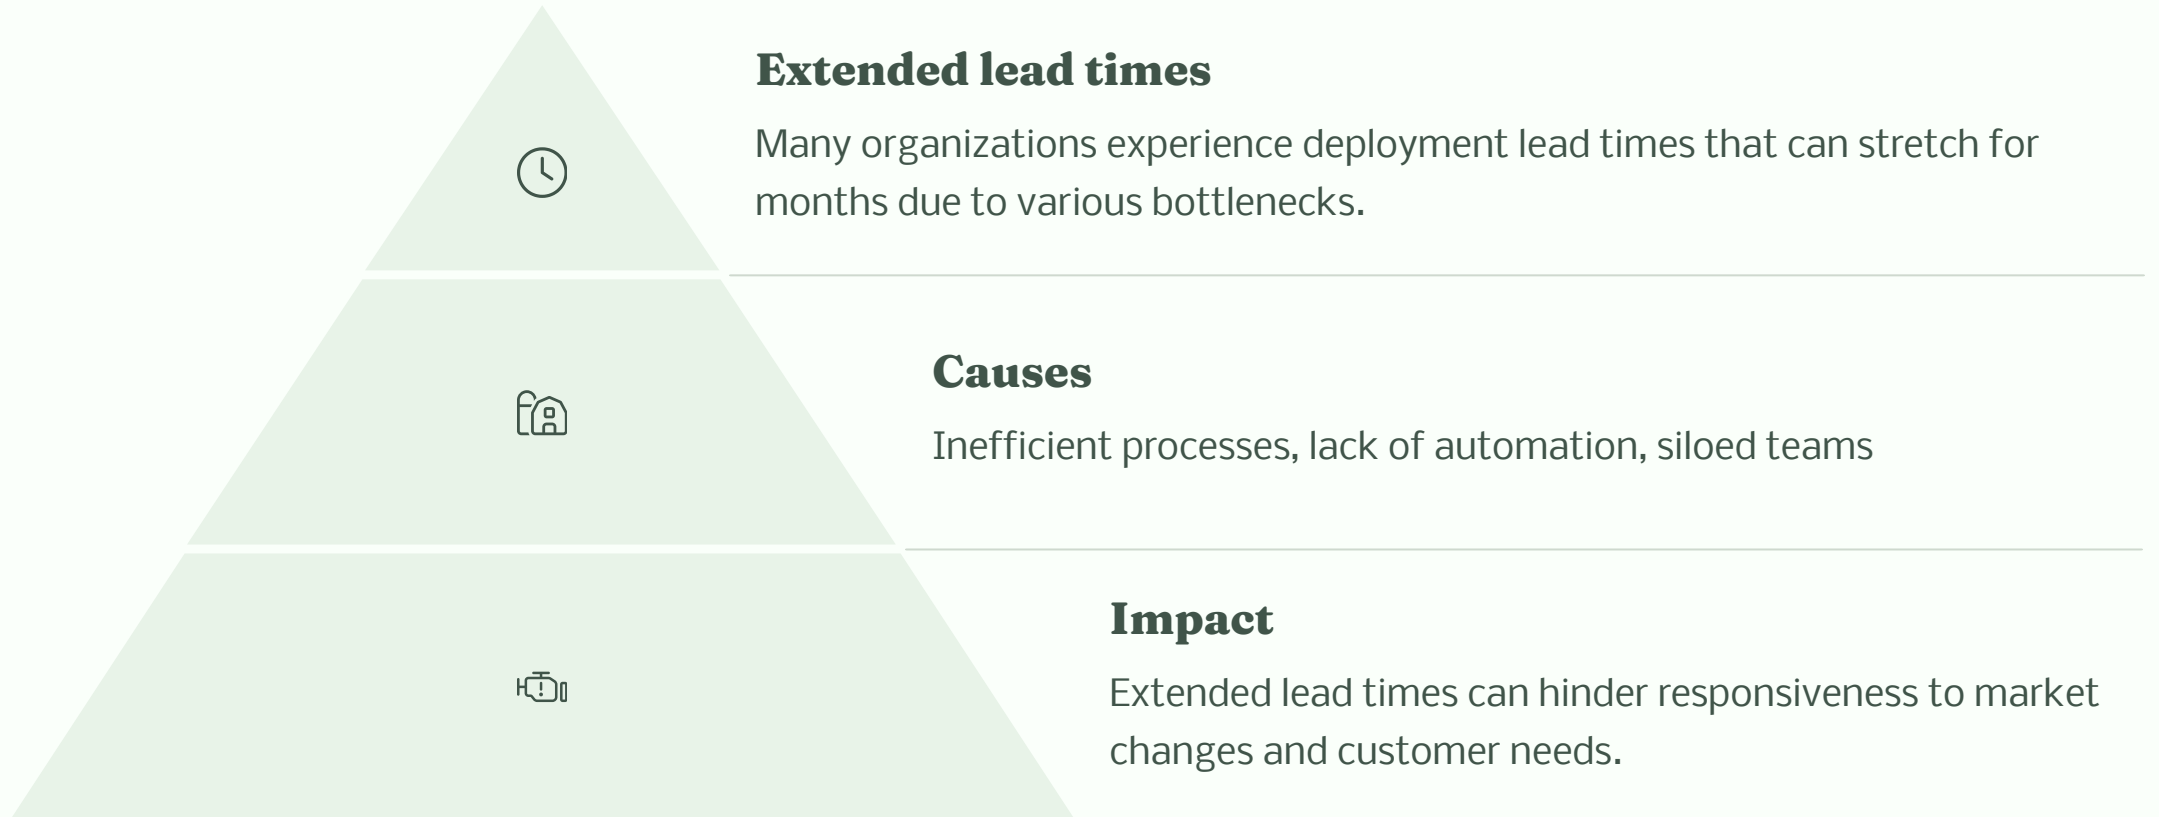 Extended lead times
Many organizations experience deployment lead times that can stretch for
months due to various bottlenecks.
Causes
Inefficient processes, lack of automation, siloed teams
Impact
Extended lead times can hinder responsiveness to market
changes and customer needs.